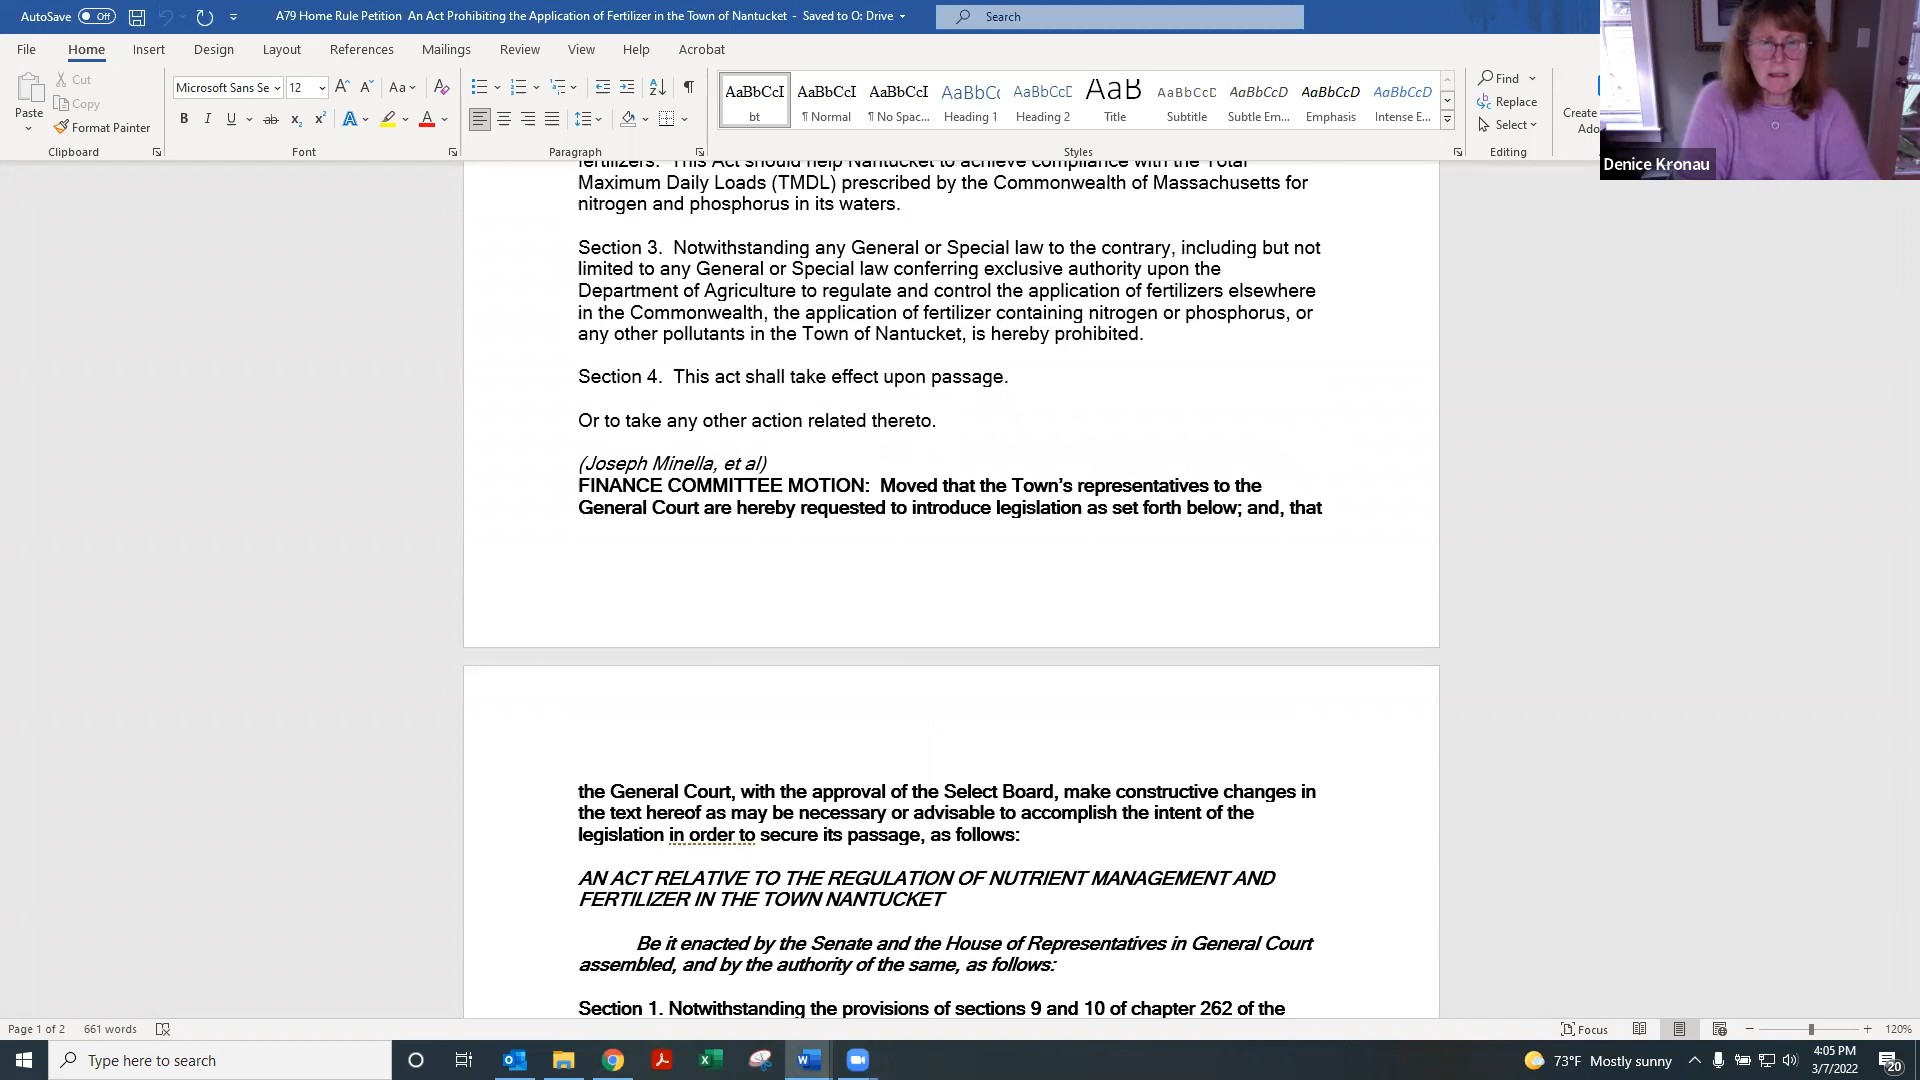 AutoSave Off A79 Home Rule Petition An Act Prohibiting the Application of Fertilizer in the Town of Nantucket - Saved to O: Drive Search
File Home Insert Design Layout References Mailings Review View Help Acrobat
Paste Cut Copy Format Painter Clipboard
Microsoft Sans Se 12 Font
Paragraph
AaBbCcI bt
AaBbCcI ¶ Normal
AaBbCcI ¶ No Spac...
AaBbCc Heading 1
AaBbCcD Heading 2
AaB Title
AaBbCcD Subtitle
AaBbCcD Subtle Em...
AaBbCcD Emphasis
AaBbCcD Intense E...
Styles
Find Replace Select Editing
Create
Ado
Denice Kronau
fertilizers. This Act should help Nantucket to achieve compliance with the Total
Maximum Daily Loads (TMDL) prescribed by the Commonwealth of Massachusetts for
nitrogen and phosphorus in its waters.
Section 3. Notwithstanding any General or Special law to the contrary, including but not
limited to any General or Special law conferring exclusive authority upon the
Department of Agriculture to regulate and control the application of fertilizers elsewhere
in the Commonwealth, the application of fertilizer containing nitrogen or phosphorus, or
any other pollutants in the Town of Nantucket, is hereby prohibited.
Section 4. This act shall take effect upon passage.
Or to take any other action related thereto.
(Joseph Minella, et al)
FINANCE COMMITTEE MOTION: Moved that the Town's representatives to the
General Court are hereby requested to introduce legislation as set forth below; and, that
the General Court, with the approval of the Select Board, make constructive changes in
the text hereof as may be necessary or advisable to accomplish the intent of the
legislation in order to secure its passage, as follows:
AN ACT RELATIVE TO THE REGULATION OF NUTRIENT MANAGEMENT AND
FERTILIZER IN THE TOWN NANTUCKET
Be it enacted by the Senate and the House of Representatives in General Court
assembled, and by the authority of the same, as follows:
Section 1. Notwithstanding the provisions of sections 9 and 10 of chapter 262 of the
Page 1 of 2 661 words Focus 120%
Type here to search
73°F Mostly sunny
4:05 PM
3/7/2022
20